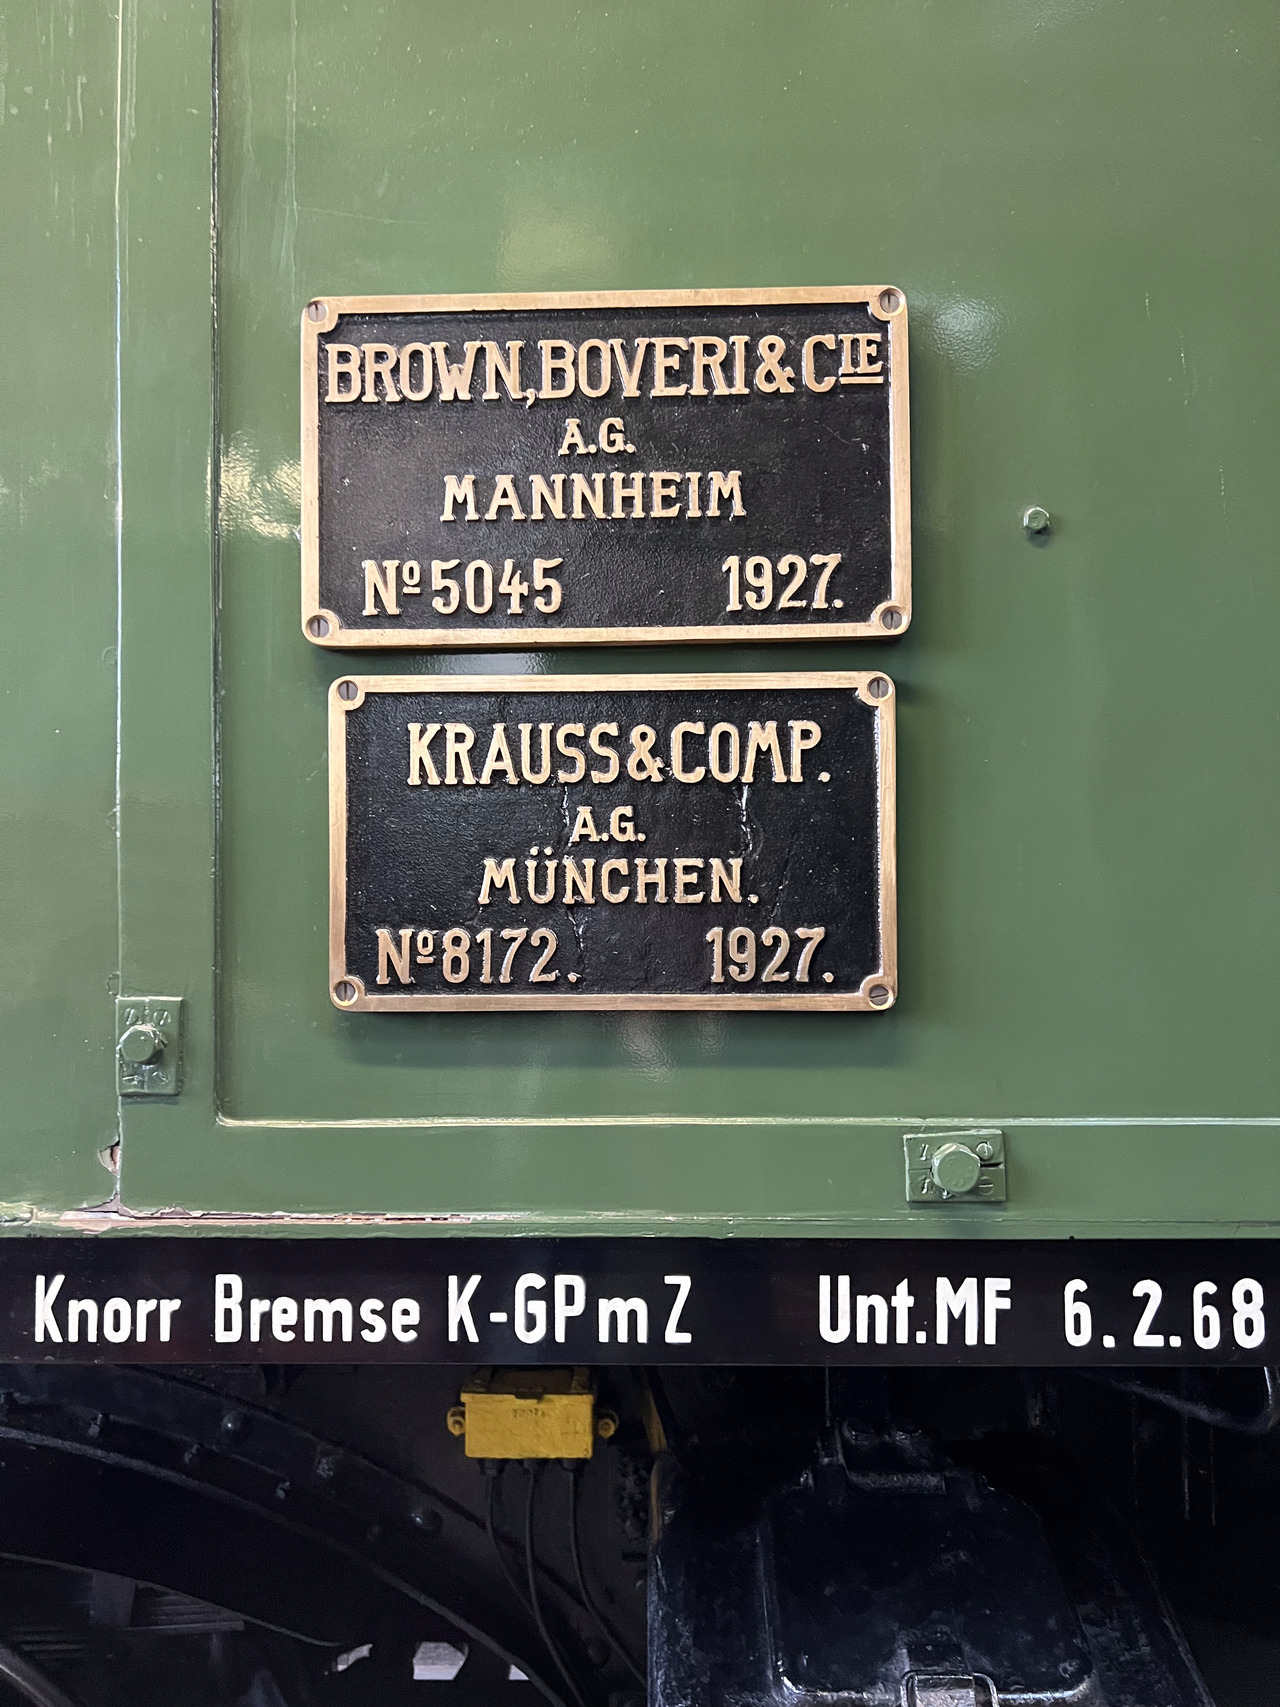 BROWN, BOVERI & CIE
A.G.
MANNHEIM
Nº 5045 1927.
KRAUSS & COMP.
A.G.
MÜNCHEN.
Nº 8172. 1927.
Knorr Bremse K-GPmZ Unt.MF 6.2.68